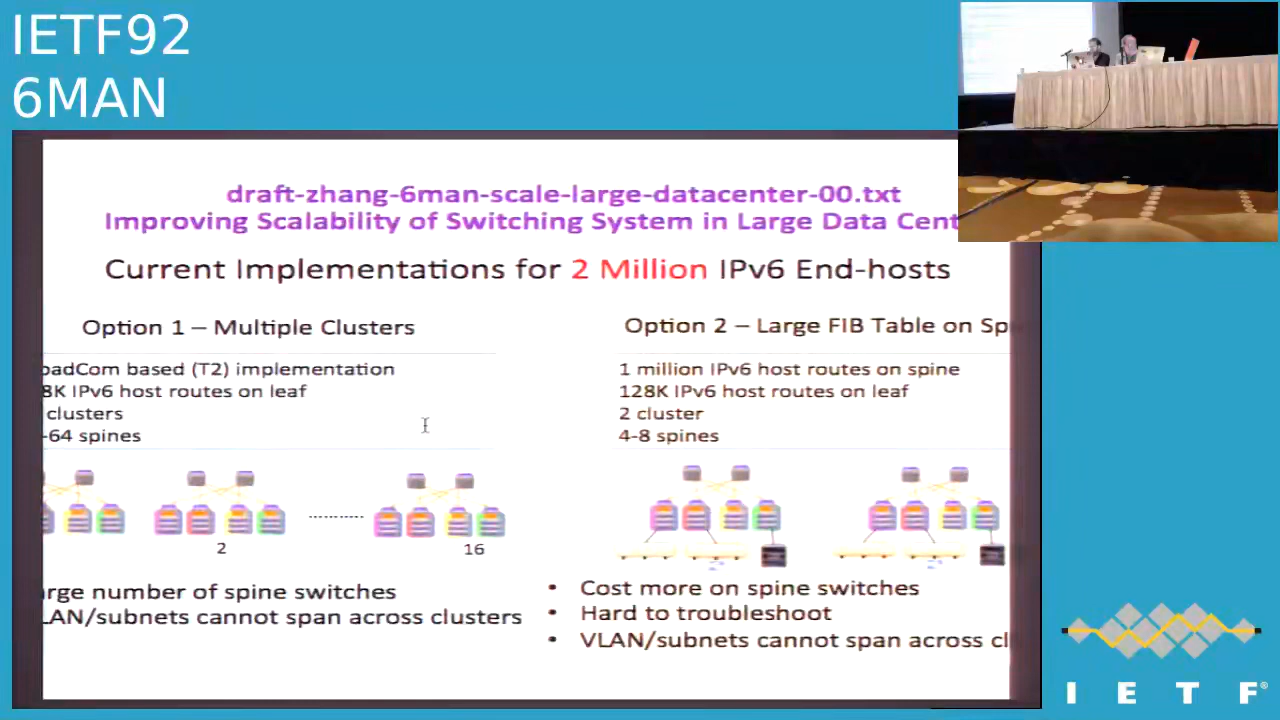 IETF92
6MAN
draft-zhang-6man-scale-large-datacenter-00.txt
Improving Scalability of Switching System in Large Data Cent
Current Implementations for 2 Million IPv6 End-hosts
Option 1 – Multiple Clusters
oadCom based (T2) implementation
8K IPv6 host routes on leaf
clusters
-64 spines
2
16
arge number of spine switches
LAN/subnets cannot span across clusters
Option 2 – Large FIB Table on Sp
1 million IPv6 host routes on spine
128K IPv6 host routes on leaf
2 cluster
4-8 spines
• Cost more on spine switches
• Hard to troubleshoot
• VLAN/subnets cannot span across cl
I E T F®